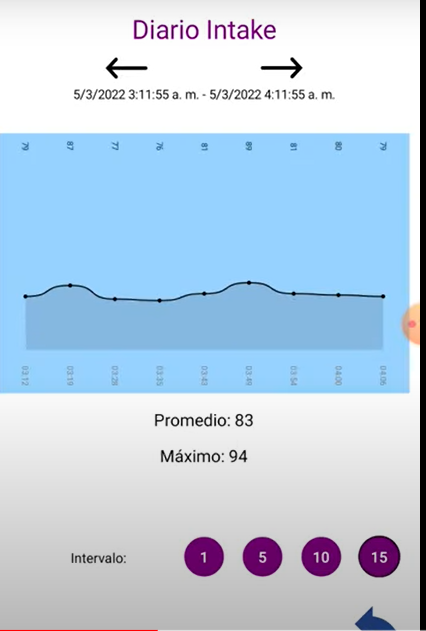 Diario Intake
5/3/2022 3:11:55 a. m. - 5/3/2022 4:11:55 a. m.
79 87 77 76 81 89 81 80 79
03:12 03:19 03:28 03:35 03:43 03:49 03:54 04:00 04:06
Promedio: 83
Máximo: 94
Intervalo: 1 5 10 15